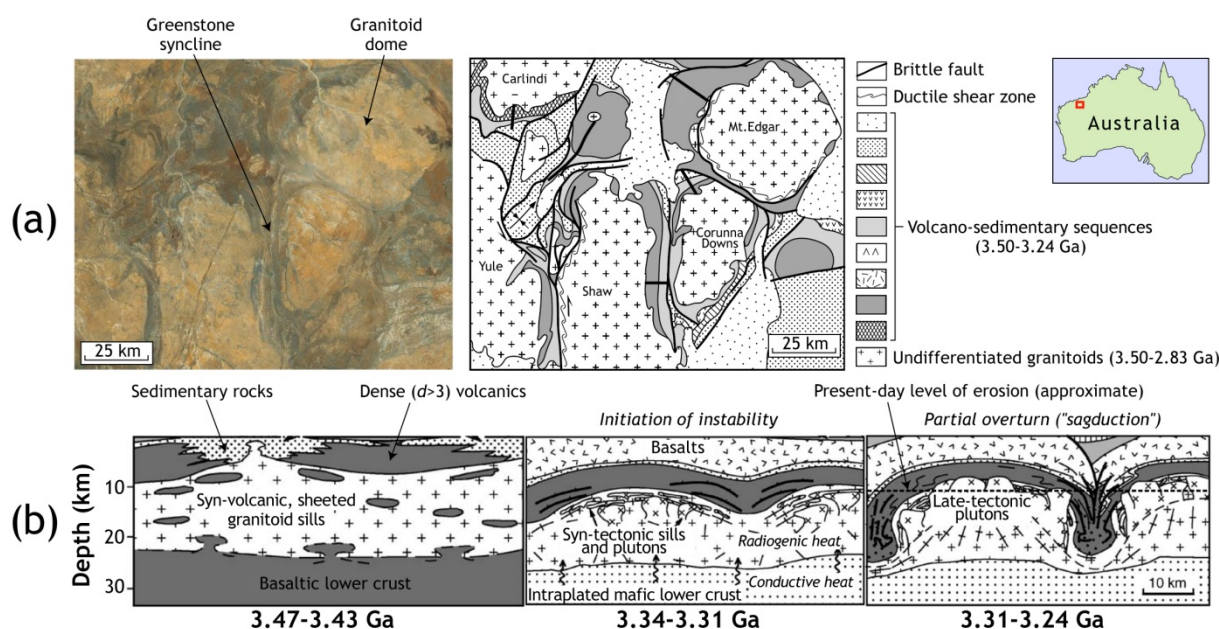 Greenstone
syncline
Granitoid
dome
(a)
25 km
Carlindi
Mt.Edgar
Corunna
Downs
Yule
Shaw
25 km
Brittle fault
Ductile shear zone
Volcano-sedimentary sequences
(3.50-3.24 Ga)
Undifferentiated granitoids (3.50-2.83 Ga)
Australia
Sedimentary rocks
Dense (d>3) volcanics
Initiation of instability
Present-day level of erosion (approximate)
Partial overturn ("sagduction")
(b)
Depth (km)
10
20
30
Syn-volcanic, sheeted
granitoid sills
Basaltic lower crust
3.47-3.43 Ga
Basalts
Syn-tectonic sills
and plutons
Radiogenic heat
Conductive heat
Intraplated mafic lower crust
3.34-3.31 Ga
Late-tectonic
plutons
10 km
3.31-3.24 Ga